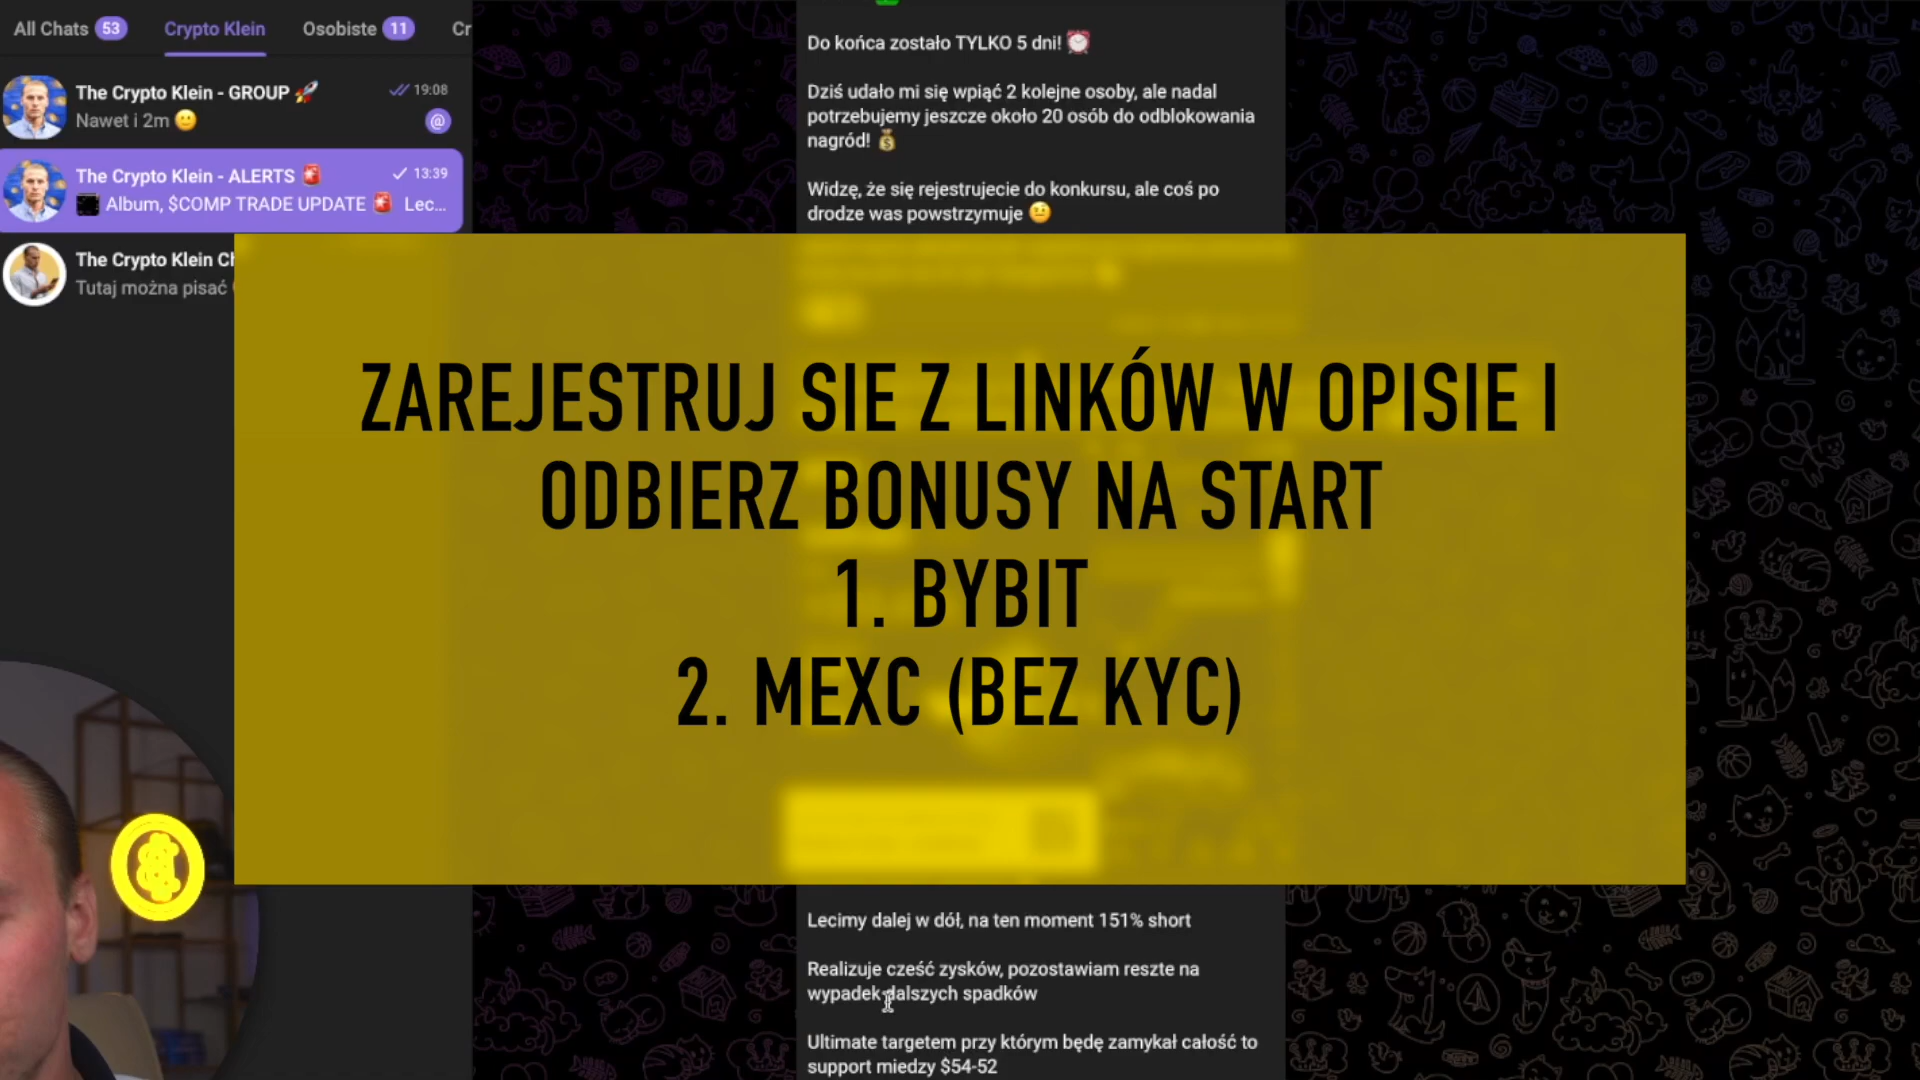 All Chats 53 Crypto Klein Osobiste 11 Cr
The Crypto Klein - GROUP 19:08
Nawet i 2m @
The Crypto Klein - ALERTS 13:39
Album, $COMP TRADE UPDATE Lec...
The Crypto Klein Ch
Tutaj można pisać
Do końca zostało TYLKO 5 dni!
Dziś udało mi się wpiąć 2 kolejne osoby, ale nadal
potrzebujemy jeszcze około 20 osób do odblokowania
nagród!
Widzę, że się rejestrujecie do konkursu, ale coś po
drodze was powstrzymuje
ZAREJESTRUJ SIE Z LINKÓW W OPISIE I
ODBIERZ BONUSY NA START
1. BYBIT
2. MEXC (BEZ KYC)
Lecimy dalej w dół, na ten moment 151% short
Realizuje cześć zysków, pozostawiam reszte na
wypadek dalszych spadków
Ultimate targetem przy którym będę zamykał całość to
support miedzy $54-52